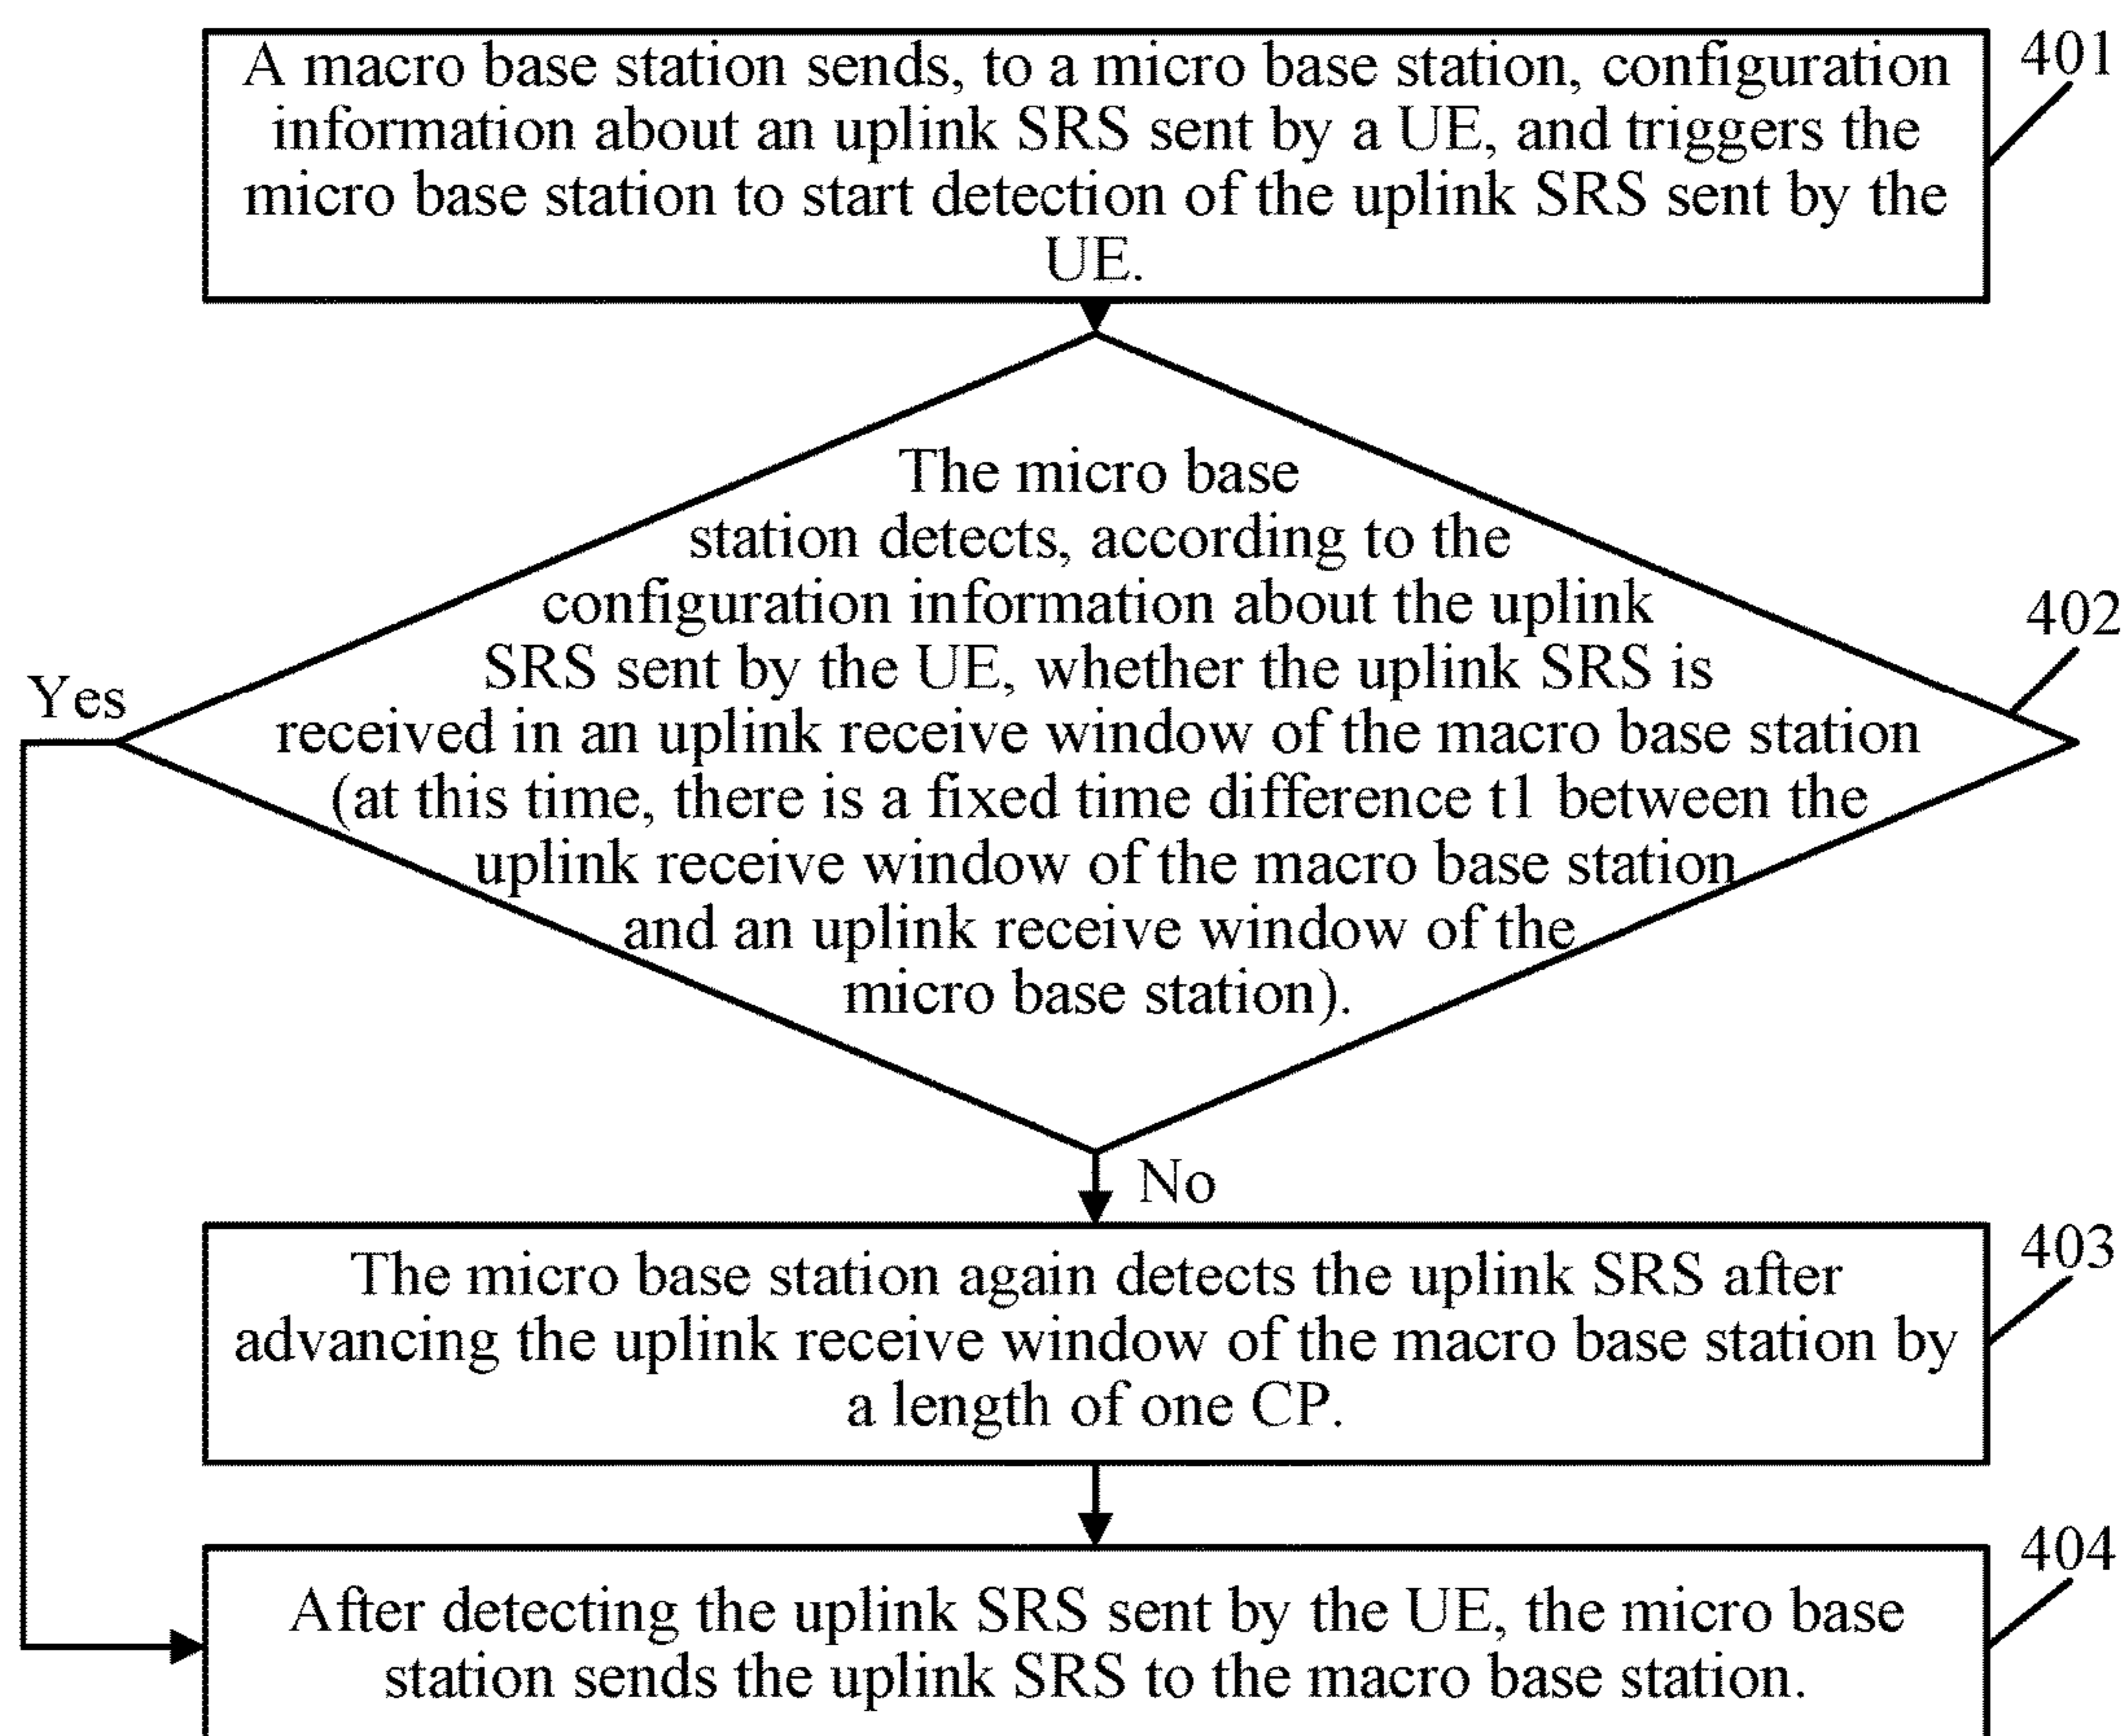 A macro base station sends, to a micro base station, configuration
information about an uplink SRS sent by a UE, and triggers the
micro base station to start detection of the uplink SRS sent by the
UE.
401
The micro base
station detects, according to the
configuration information about the uplink
SRS sent by the UE, whether the uplink SRS is
received in an uplink receive window of the macro base station
(at this time, there is a fixed time difference t1 between the
uplink receive window of the macro base station
and an uplink receive window of the
micro base station).
402
Yes
No
The micro base station again detects the uplink SRS after
advancing the uplink receive window of the macro base station by
a length of one CP.
403
After detecting the uplink SRS sent by the UE, the micro base
station sends the uplink SRS to the macro base station.
404